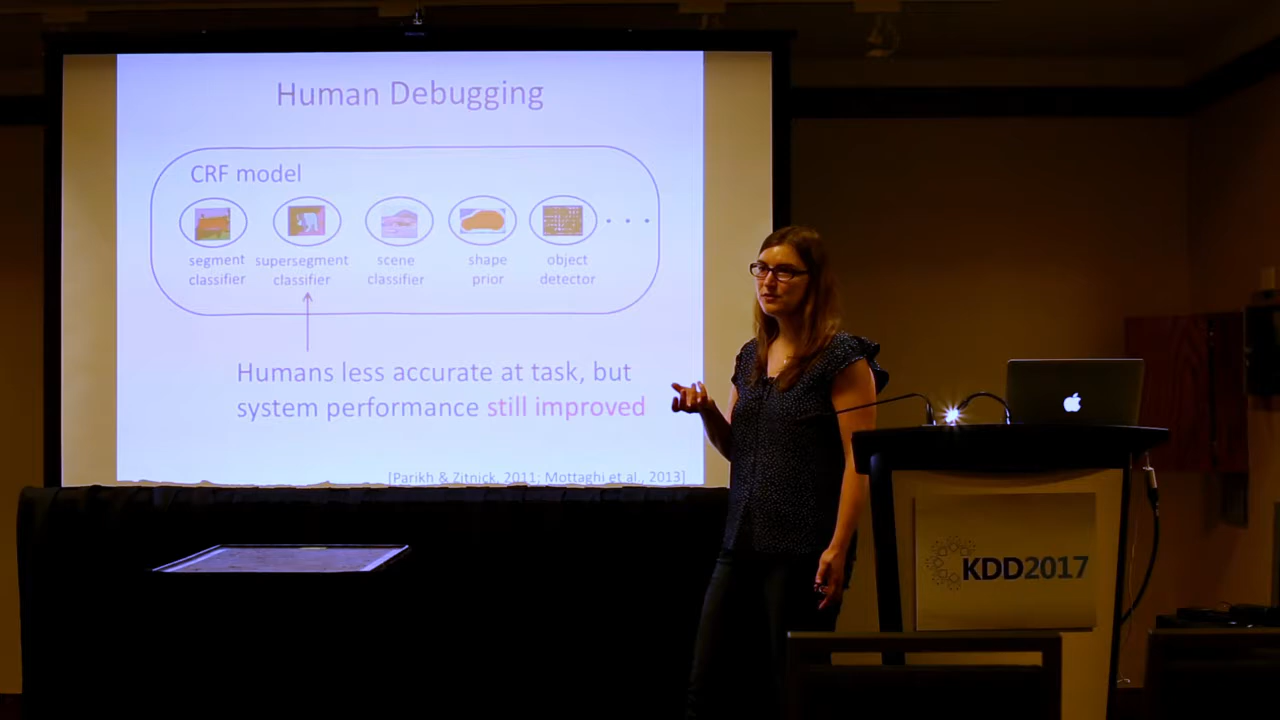 Human Debugging
CRF model
segment classifier
supersegment classifier
scene classifier
shape prior
object detector
Humans less accurate at task, but
system performance still improved
[Parikh & Zitnick, 2011; Mottaghi et al., 2013]
KDD2017